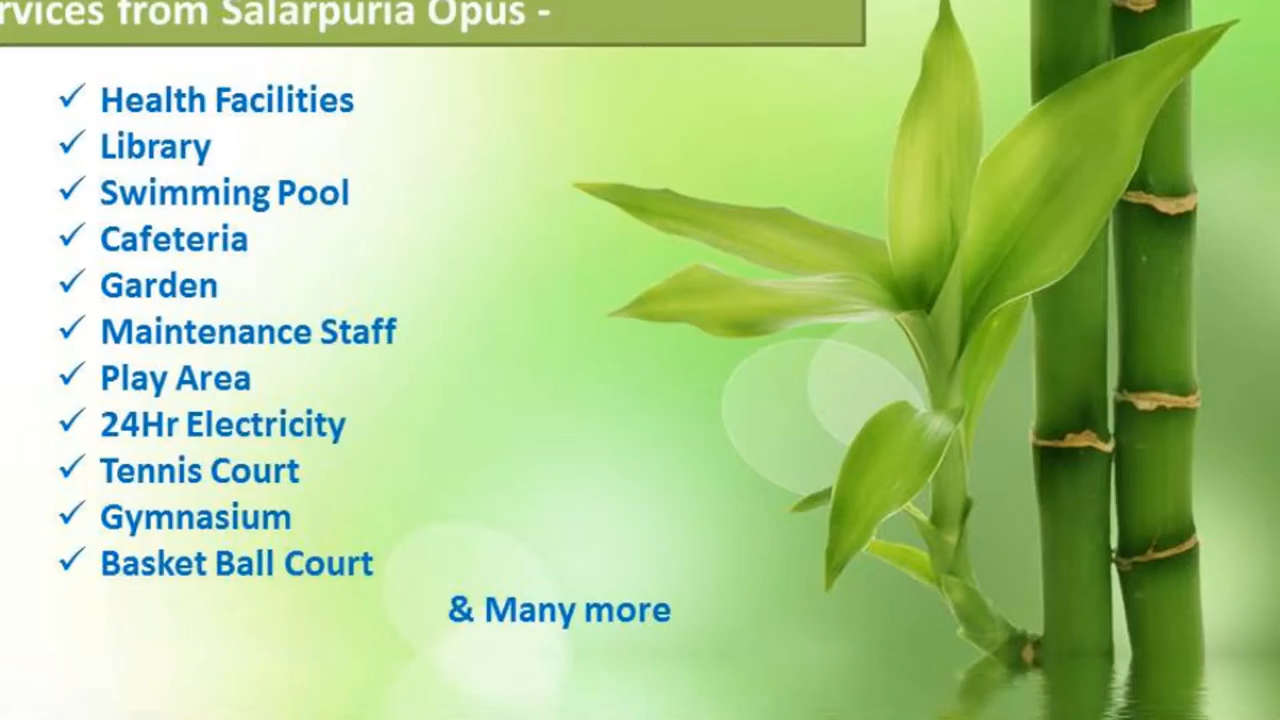 rvices from Salarpuria Opus -
✓ Health Facilities
✓ Library
✓ Swimming Pool
✓ Cafeteria
✓ Garden
✓ Maintenance Staff
✓ Play Area
✓ 24Hr Electricity
✓ Tennis Court
✓ Gymnasium
✓ Basket Ball Court
& Many more